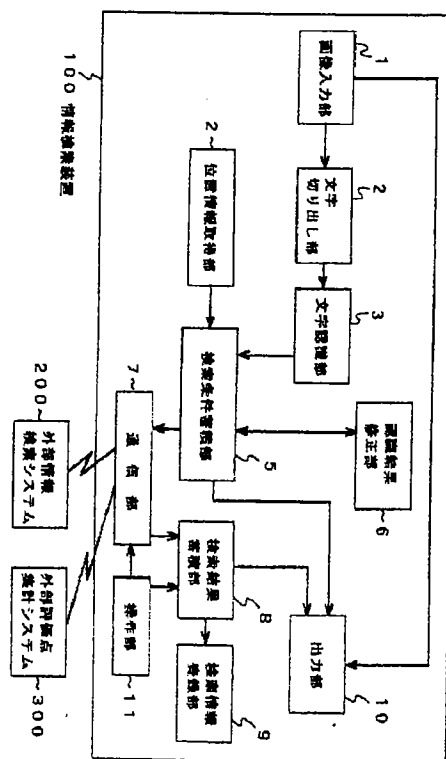 100 情報検索装置
1
画像入力部
2
文字
切り出し部
3
文字認識部
2
位置情報取得部
検索条件蓄積部
5
認識結果
修正部
6
7
通信部
検索結果
蓄積部
8
検索情報
登録部
9
出力部
10
操作部
11
200
外部情報
検索システム
外部評価点
集計システム
300